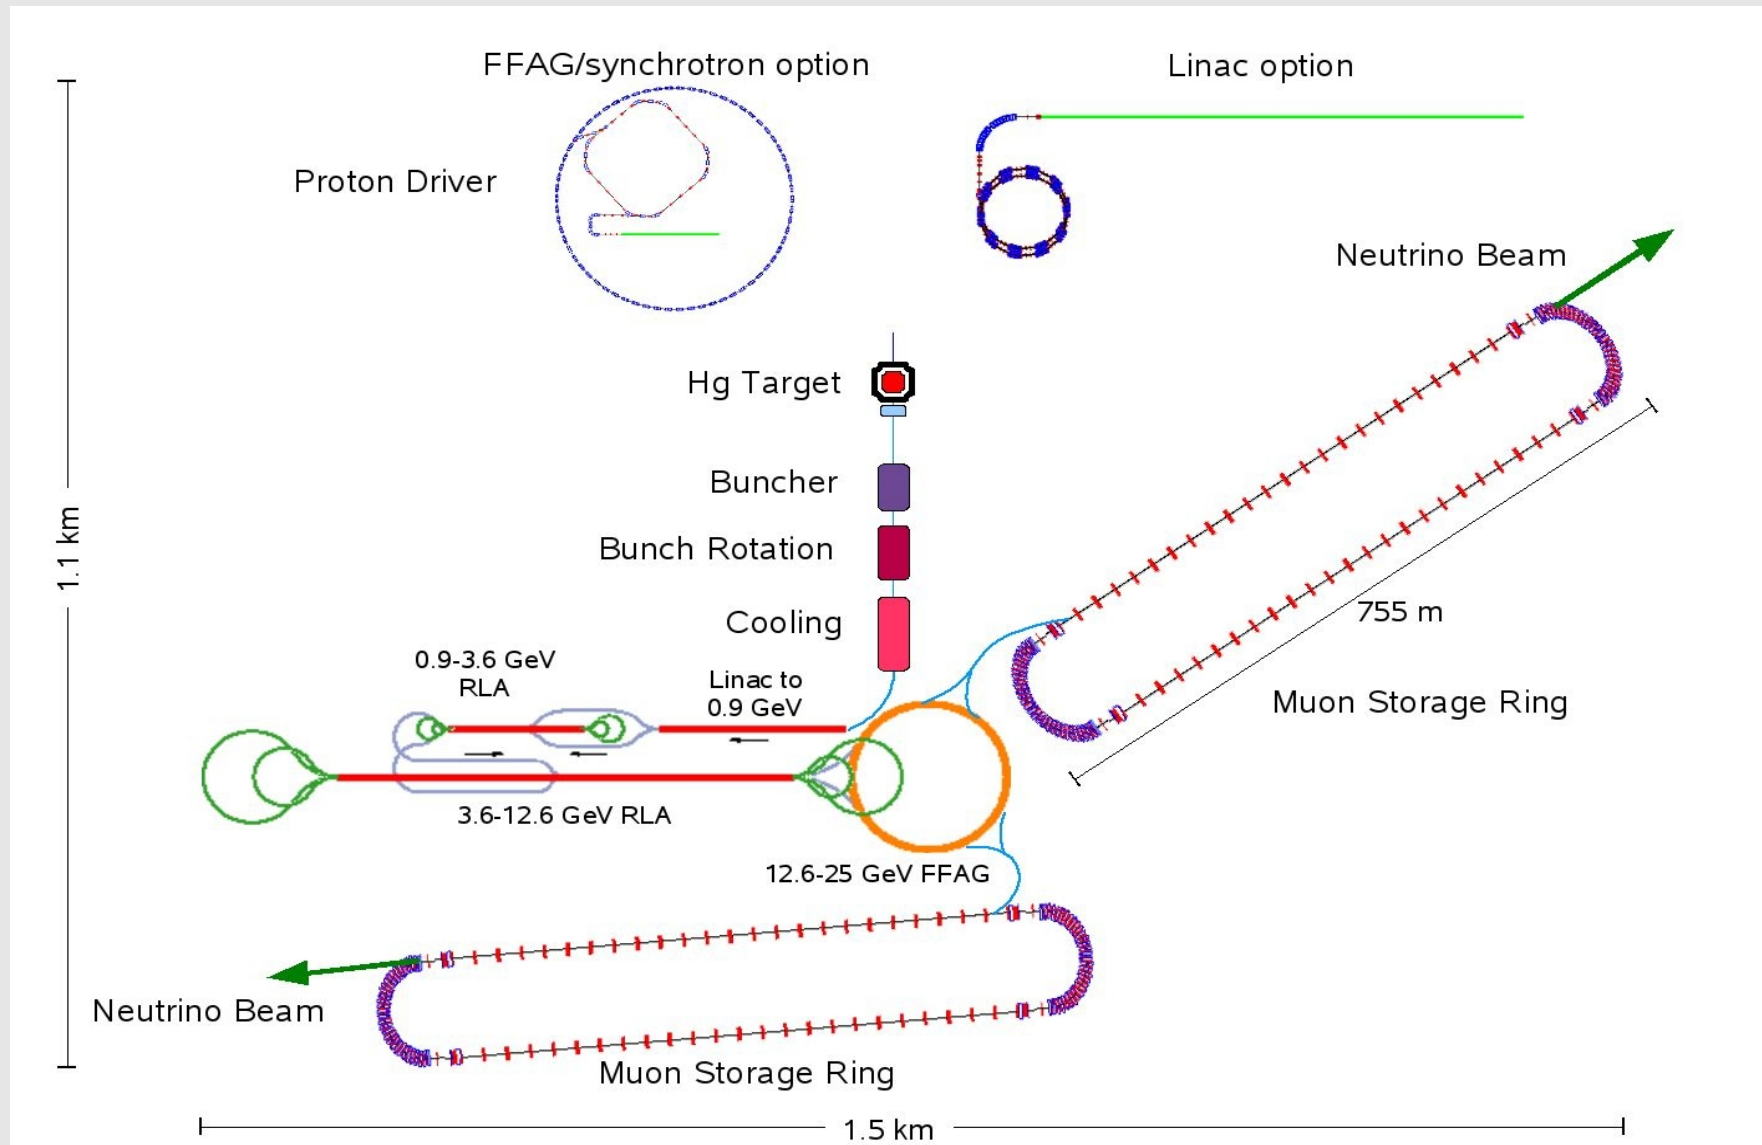 FFAG/synchrotron option
Linac option
Proton Driver
Neutrino Beam
Hg Target
Buncher
1.1 km
Bunch Rotation
755 m
Cooling
0.9-3.6 GeV
RLA
Linac to
0.9 GeV
Muon Storage Ring
3.6-12.6 GeV RLA
12.6-25 GeV FFAG
Neutrino Beam
Muon Storage Ring
1.5 km